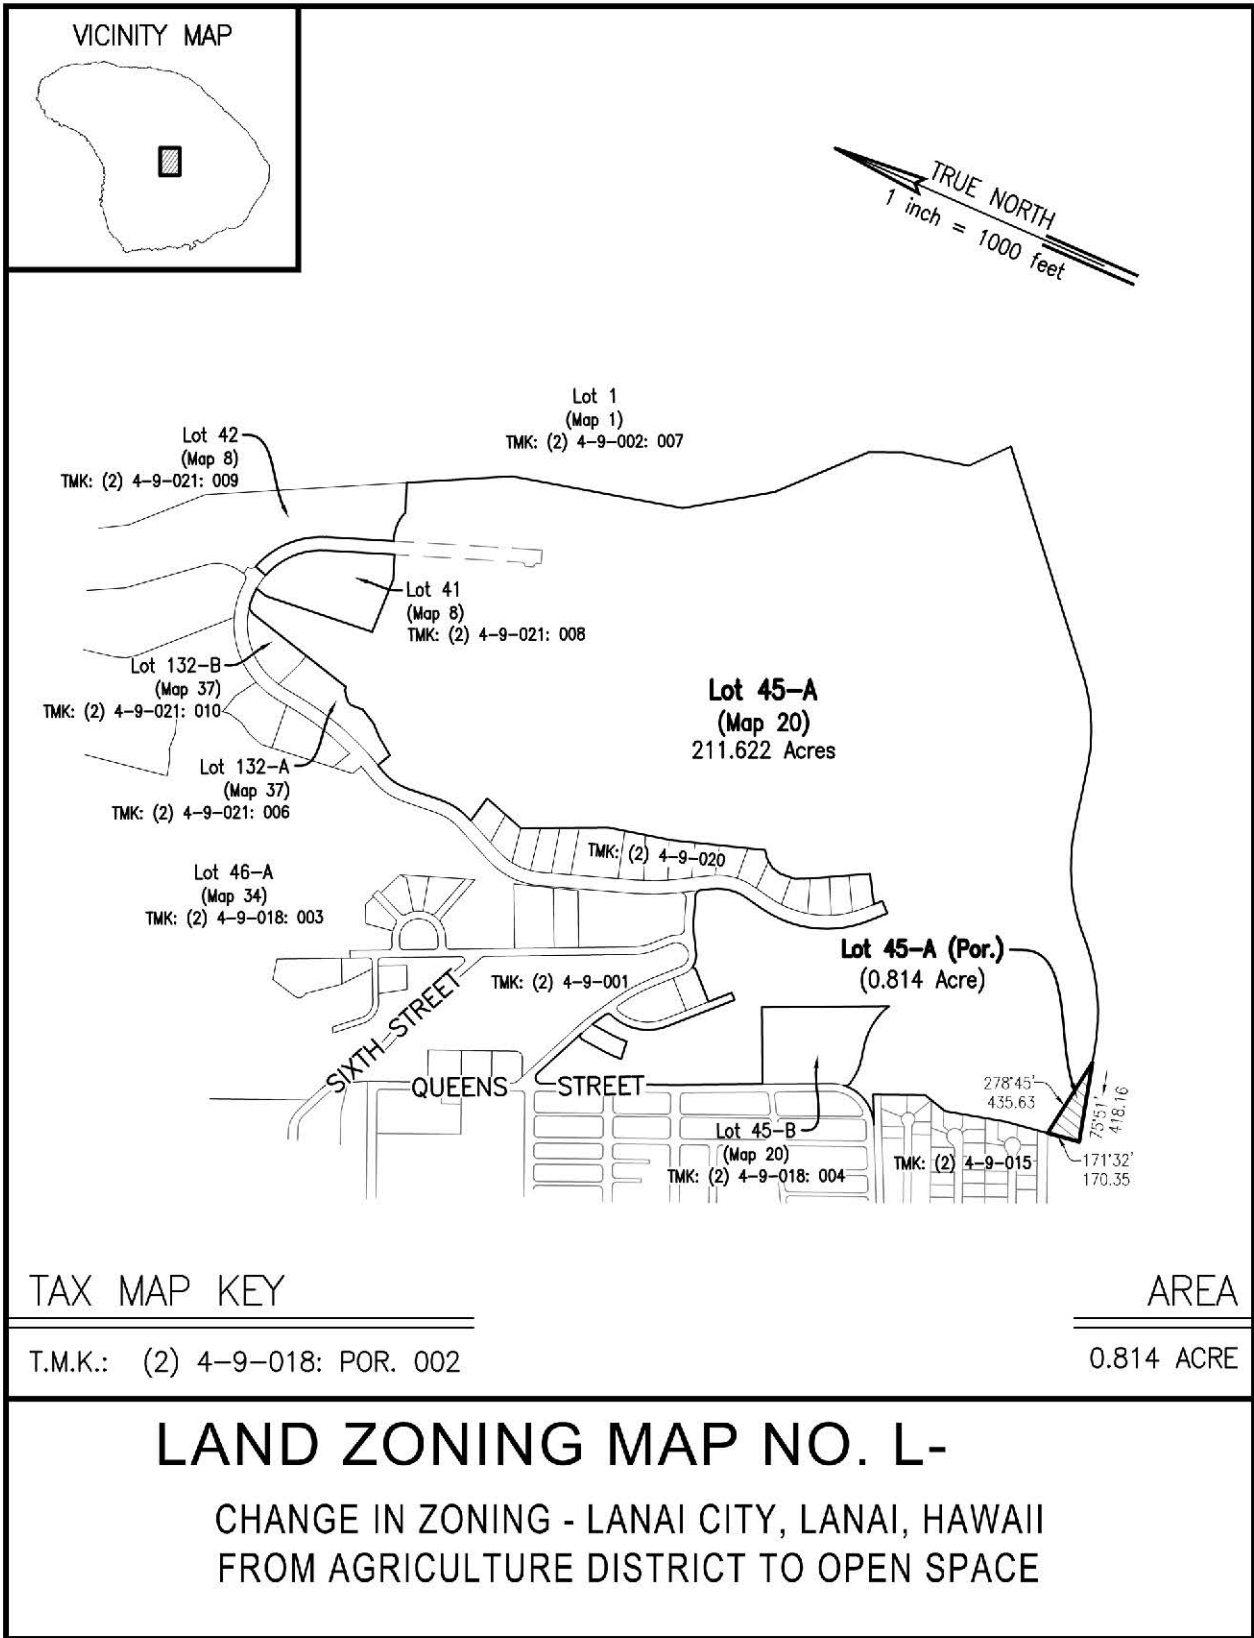 VICINITY MAP
TRUE NORTH
1 inch = 1000 feet
Lot 1
(Map 1)
TMK: (2) 4-9-002: 007
Lot 42
(Map 8)
TMK: (2) 4-9-021: 009
Lot 41
(Map 8)
TMK: (2) 4-9-021: 008
Lot 132-B
(Map 37)
TMK: (2) 4-9-021: 010
Lot 45-A
(Map 20)
211.622 Acres
Lot 132-A
(Map 37)
TMK: (2) 4-9-021: 006
TMK: (2) 4-9-020
Lot 46-A
(Map 34)
TMK: (2) 4-9-018: 003
Lot 45-A (Por.)
(0.814 Acre)
TMK: (2) 4-9-001
SIXTH STREET
QUEENS STREET
278°45'
435.63
75°51'
418.16
171°32'
170.35
Lot 45-B
(Map 20)
TMK: (2) 4-9-018: 004
TMK: (2) 4-9-015
TAX MAP KEY
AREA
T.M.K.: (2) 4-9-018: POR. 002
0.814 ACRE
LAND ZONING MAP NO. L-
CHANGE IN ZONING - LANAI CITY, LANAI, HAWAII
FROM AGRICULTURE DISTRICT TO OPEN SPACE